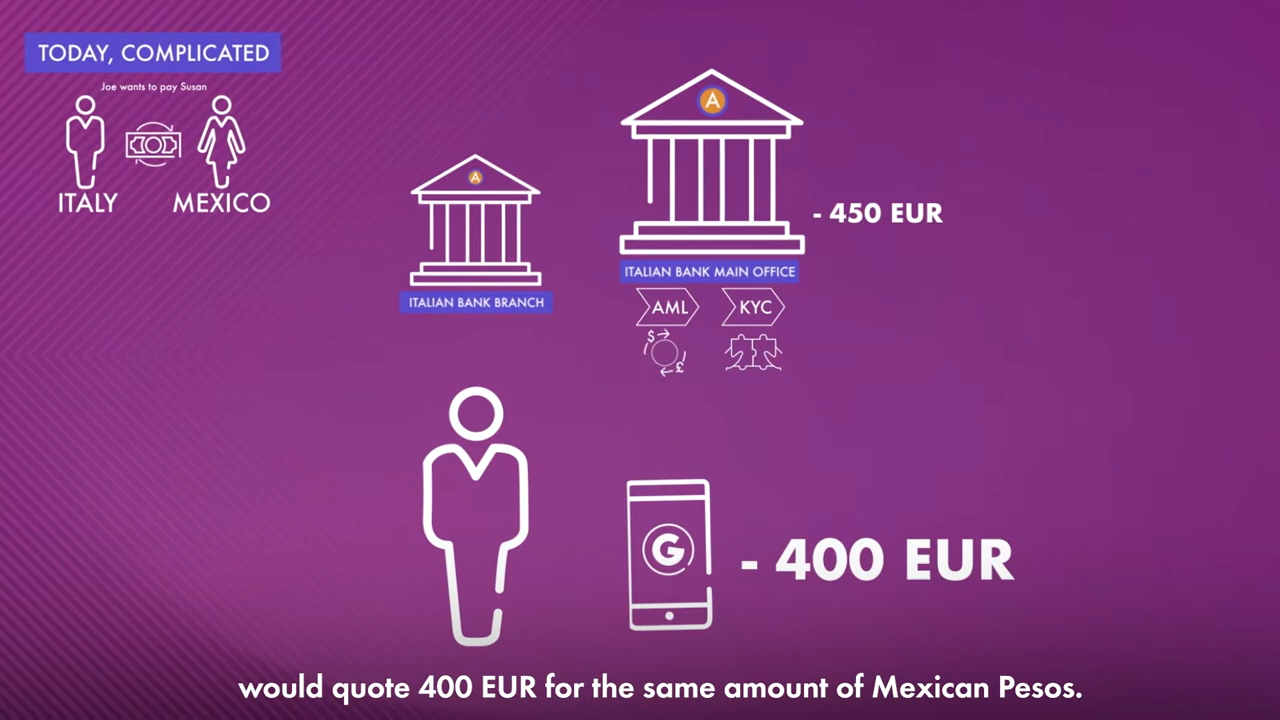 TODAY, COMPLICATED
Joe wants to pay Susan
ITALY
MEXICO
A
ITALIAN BANK BRANCH
A
- 450 EUR
ITALIAN BANK MAIN OFFICE
AML
KYC
$
£
G
- 400 EUR
would quote 400 EUR for the same amount of Mexican Pesos.